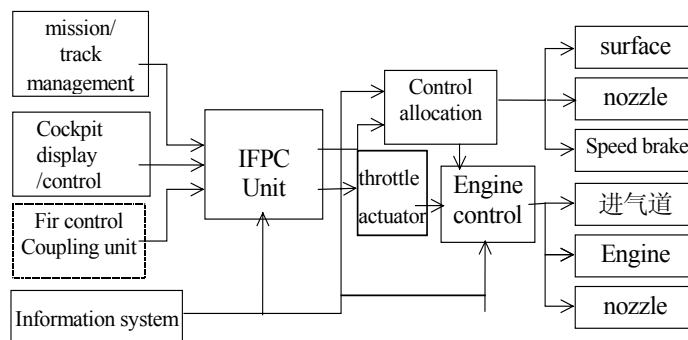 mission/
track
management
Cockpit
display
/control
Fir control
Coupling unit
Information system
IFPC
Unit
Control
allocation
throttle
actuator
Engine
control
surface
nozzle
Speed brake
进气道
Engine
nozzle